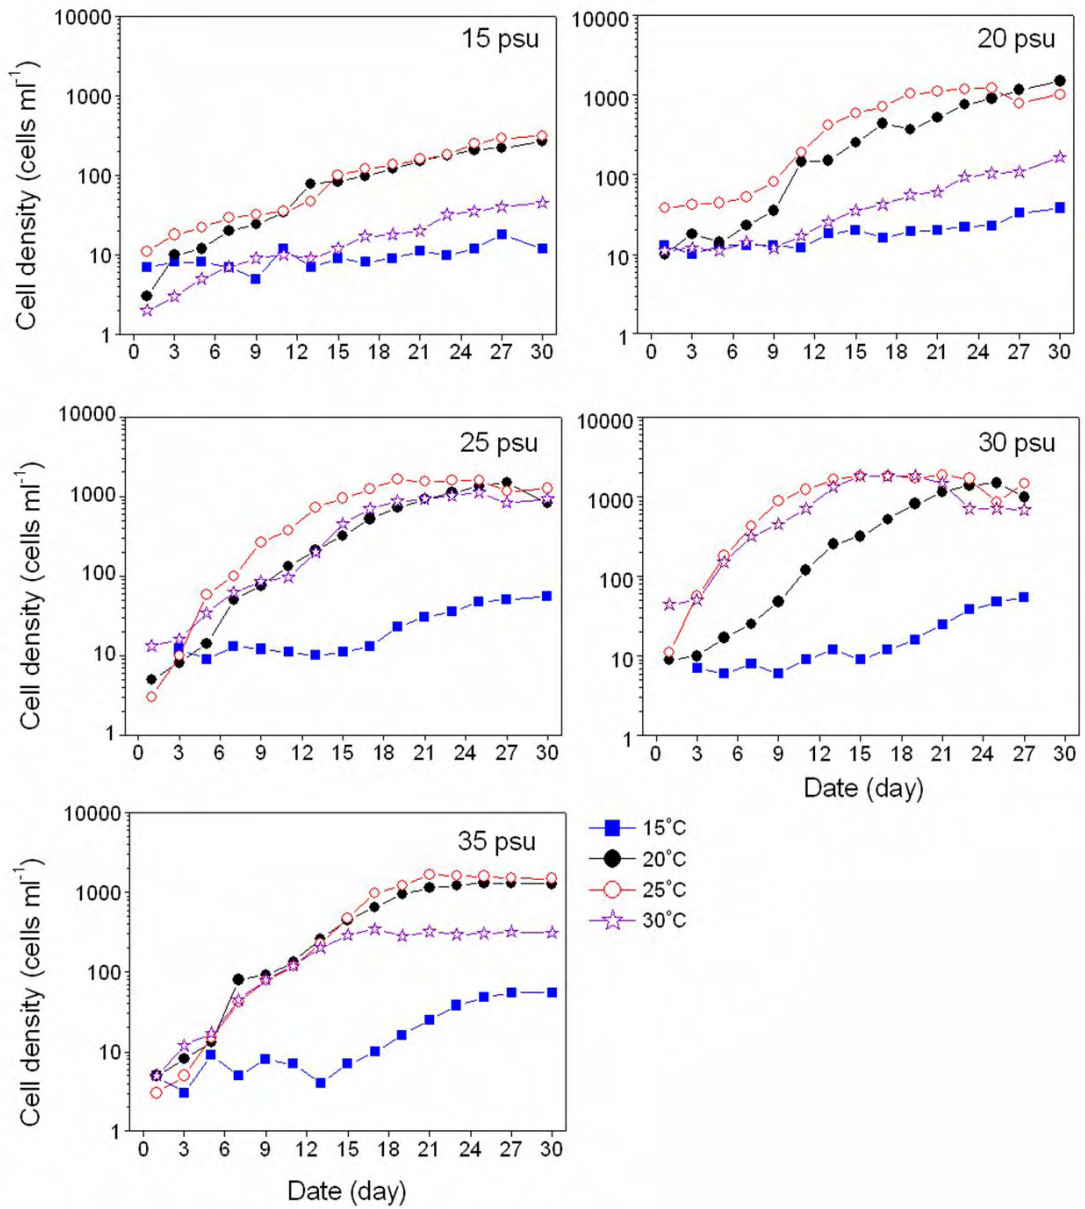 15 psu
10000
1000
100
10
1
Cell density (cells ml⁻¹)
0 3 6 9 12 15 18 21 24 27 30
20 psu
10000
1000
100
10
1
0 3 6 9 12 15 18 21 24 27 30
25 psu
10000
1000
100
10
1
Cell density (cells ml⁻¹)
0 3 6 9 12 15 18 21 24 27 30
30 psu
10000
1000
100
10
1
0 3 6 9 12 15 18 21 24 27 30
Date (day)
35 psu
10000
1000
100
10
1
Cell density (cells ml⁻¹)
0 3 6 9 12 15 18 21 24 27 30
Date (day)
15°C
20°C
25°C
30°C